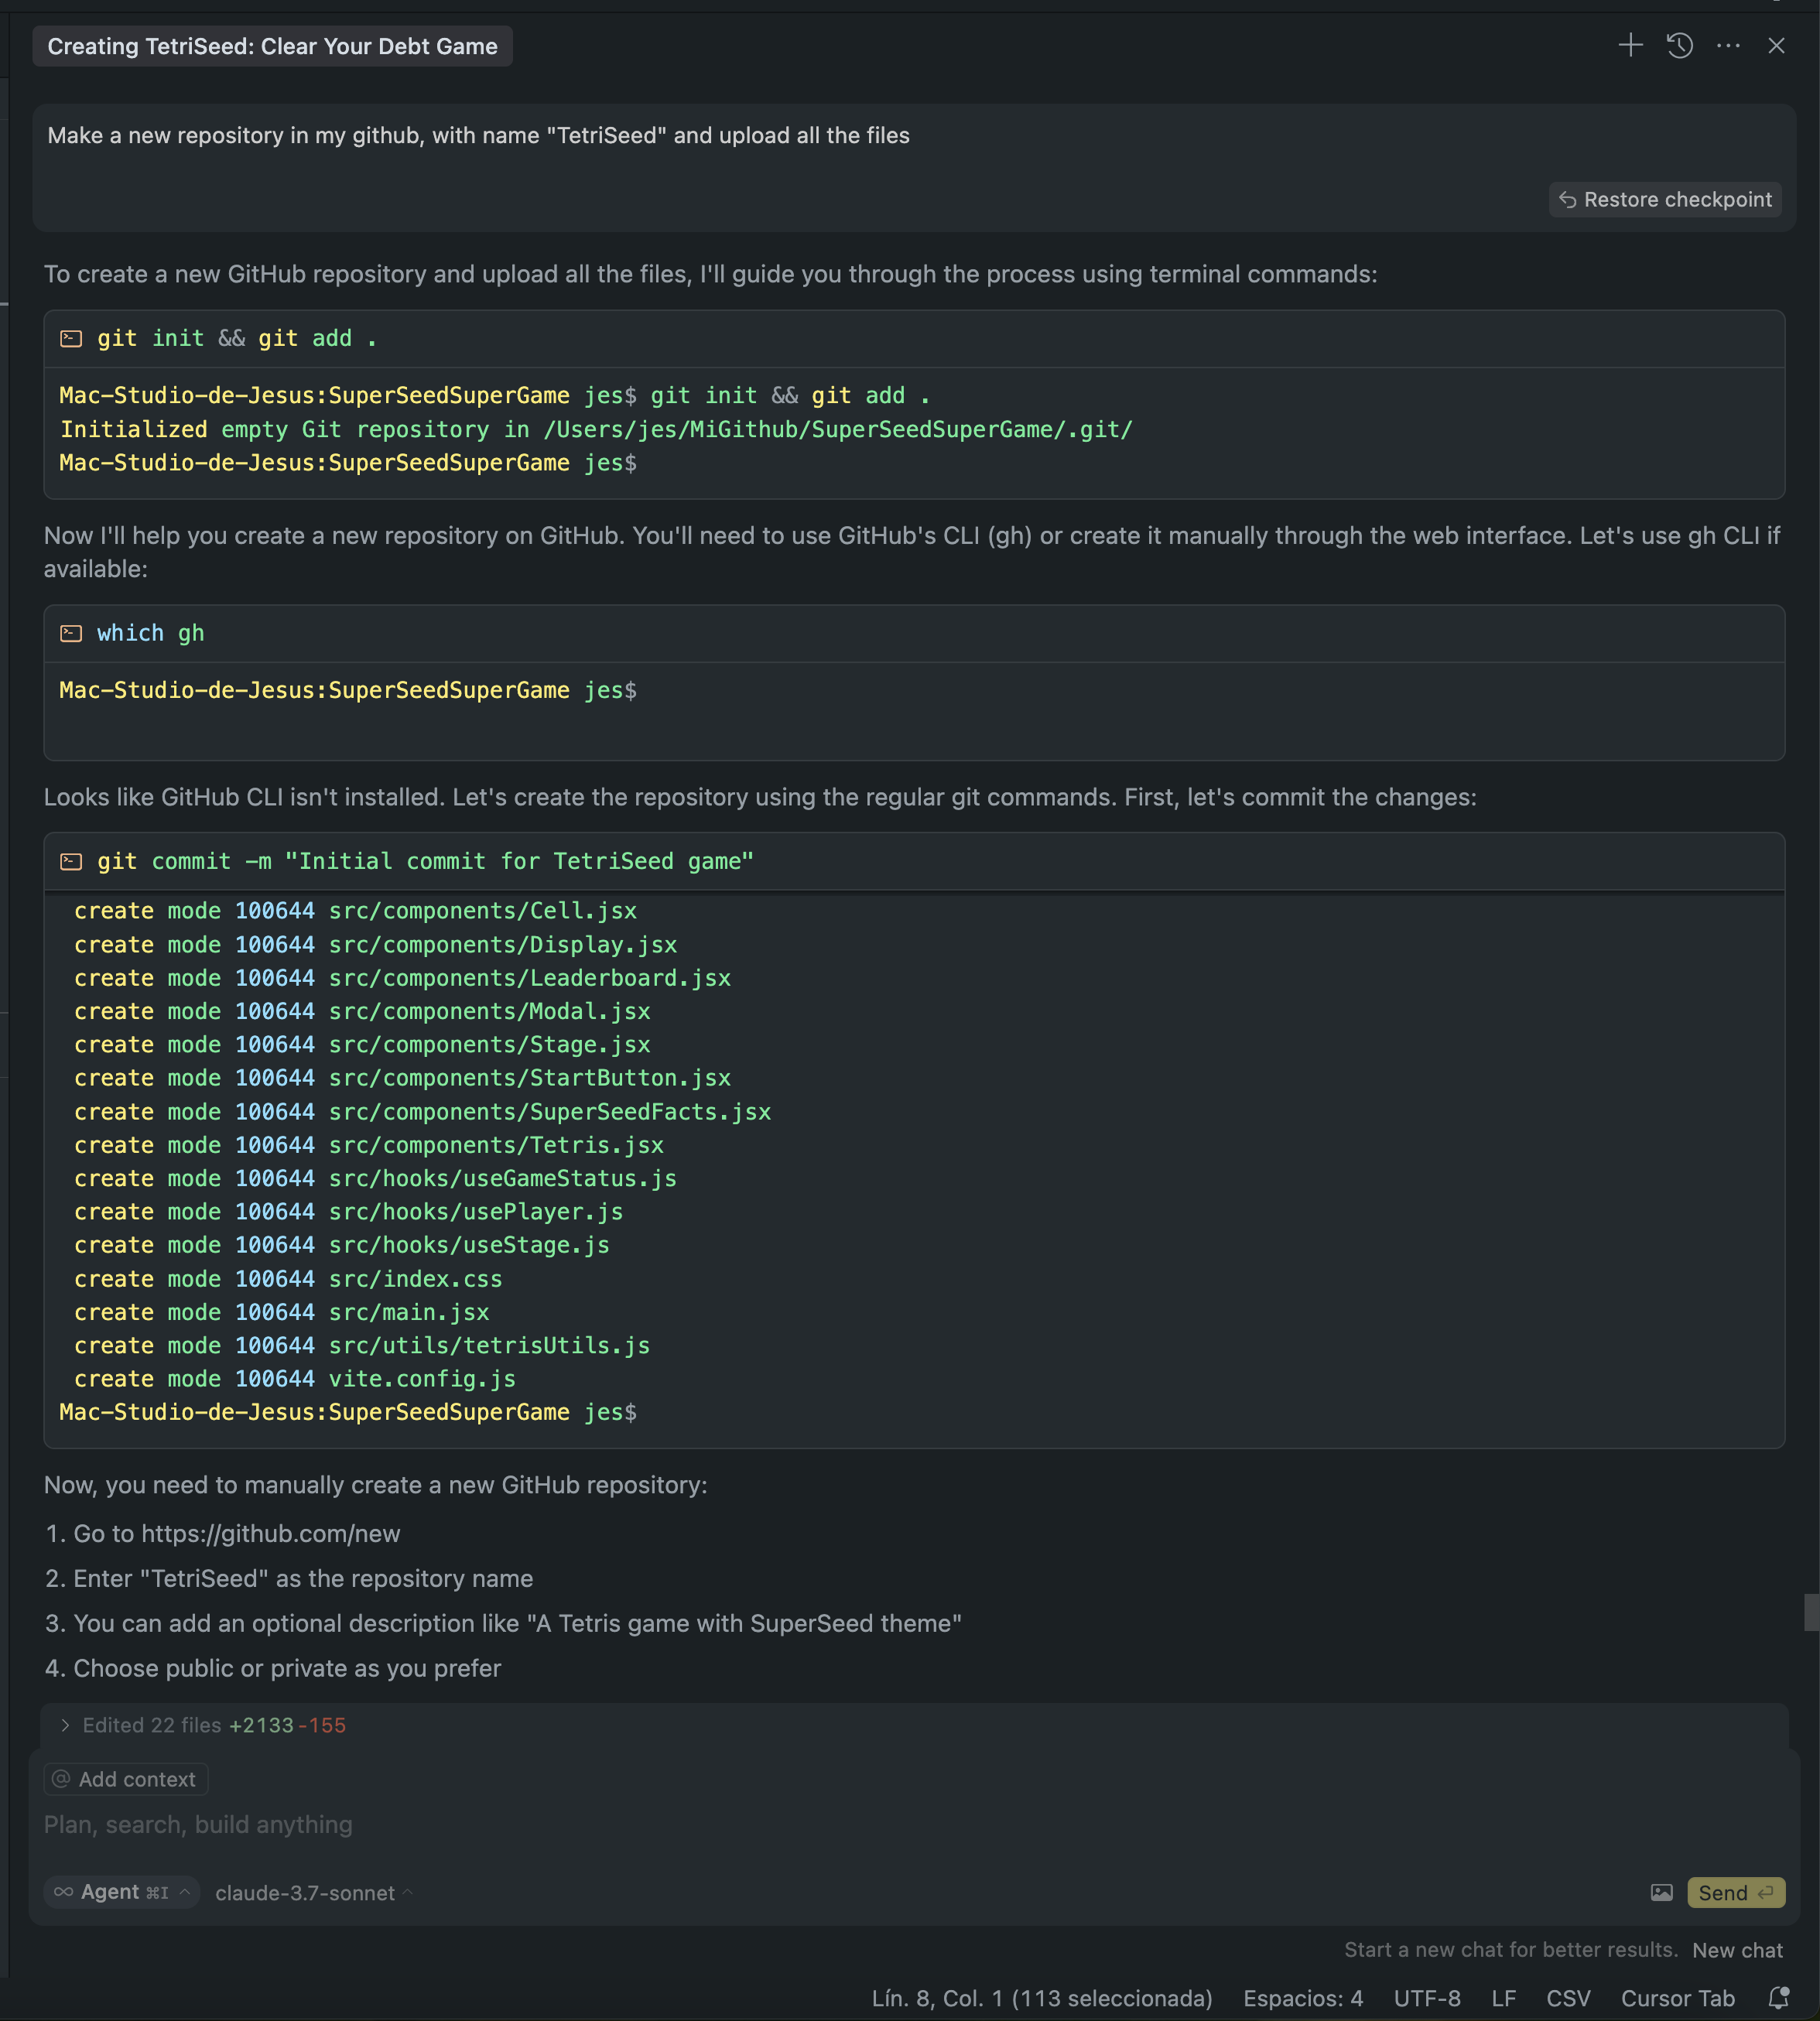 Creating TetriSeed: Clear Your Debt Game
Make a new repository in my github, with name "TetriSeed" and upload all the files
Restore checkpoint
To create a new GitHub repository and upload all the files, I'll guide you through the process using terminal commands:
git init && git add .
Mac-Studio-de-Jesus:SuperSeedSuperGame jes$ git init && git add .
Initialized empty Git repository in /Users/jes/MiGithub/SuperSeedSuperGame/.git/
Mac-Studio-de-Jesus:SuperSeedSuperGame jes$
Now I'll help you create a new repository on GitHub. You'll need to use GitHub's CLI (gh) or create it manually through the web interface. Let's use gh CLI if
available:
which gh
Mac-Studio-de-Jesus:SuperSeedSuperGame jes$
Looks like GitHub CLI isn't installed. Let's create the repository using the regular git commands. First, let's commit the changes:
git commit -m "Initial commit for TetriSeed game"
create mode 100644 src/components/Cell.jsx
create mode 100644 src/components/Display.jsx
create mode 100644 src/components/Leaderboard.jsx
create mode 100644 src/components/Modal.jsx
create mode 100644 src/components/Stage.jsx
create mode 100644 src/components/StartButton.jsx
create mode 100644 src/components/SuperSeedFacts.jsx
create mode 100644 src/components/Tetris.jsx
create mode 100644 src/hooks/useGameStatus.js
create mode 100644 src/hooks/usePlayer.js
create mode 100644 src/hooks/useStage.js
create mode 100644 src/index.css
create mode 100644 src/main.jsx
create mode 100644 src/utils/tetrisUtils.js
create mode 100644 vite.config.js
Mac-Studio-de-Jesus:SuperSeedSuperGame jes$
Now, you need to manually create a new GitHub repository:
1. Go to https://github.com/new
2. Enter "TetriSeed" as the repository name
3. You can add an optional description like "A Tetris game with SuperSeed theme"
4. Choose public or private as you prefer
Edited 22 files +2133 -155
@ Add context
Plan, search, build anything
Agent ⌘I claude-3.7-sonnet
Send
Start a new chat for better results. New chat
Lín. 8, Col. 1 (113 seleccionada) Espacios: 4 UTF-8 LF CSV Cursor Tab